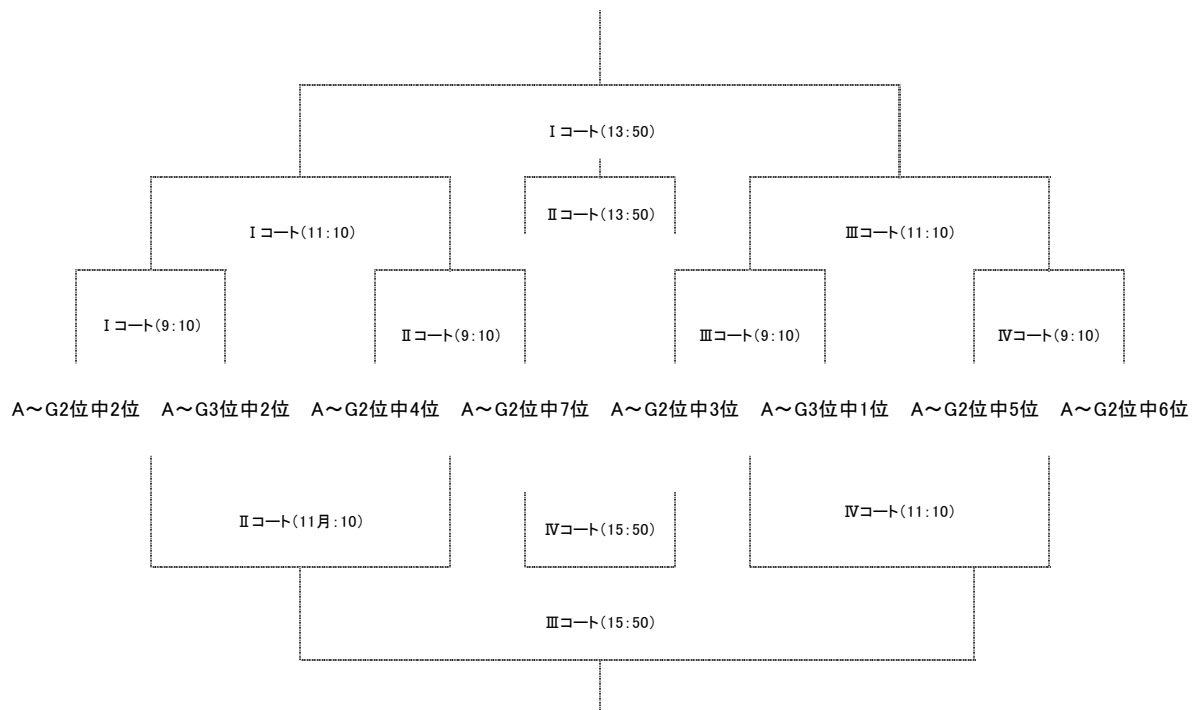 Ⅰコート(13:50)
Ⅱコート(13:50)
Ⅰコート(11:10)
Ⅲコート(11:10)
Ⅰコート(9:10)
Ⅱコート(9:10)
Ⅲコート(9:10)
Ⅳコート(9:10)
A～G2位中2位
A～G3位中2位
A～G2位中4位
A～G2位中7位
A～G2位中3位
A～G3位中1位
A～G2位中5位
A～G2位中6位
Ⅱコート(11月:10)
Ⅳコート(15:50)
Ⅳコート(11:10)
Ⅲコート(15:50)